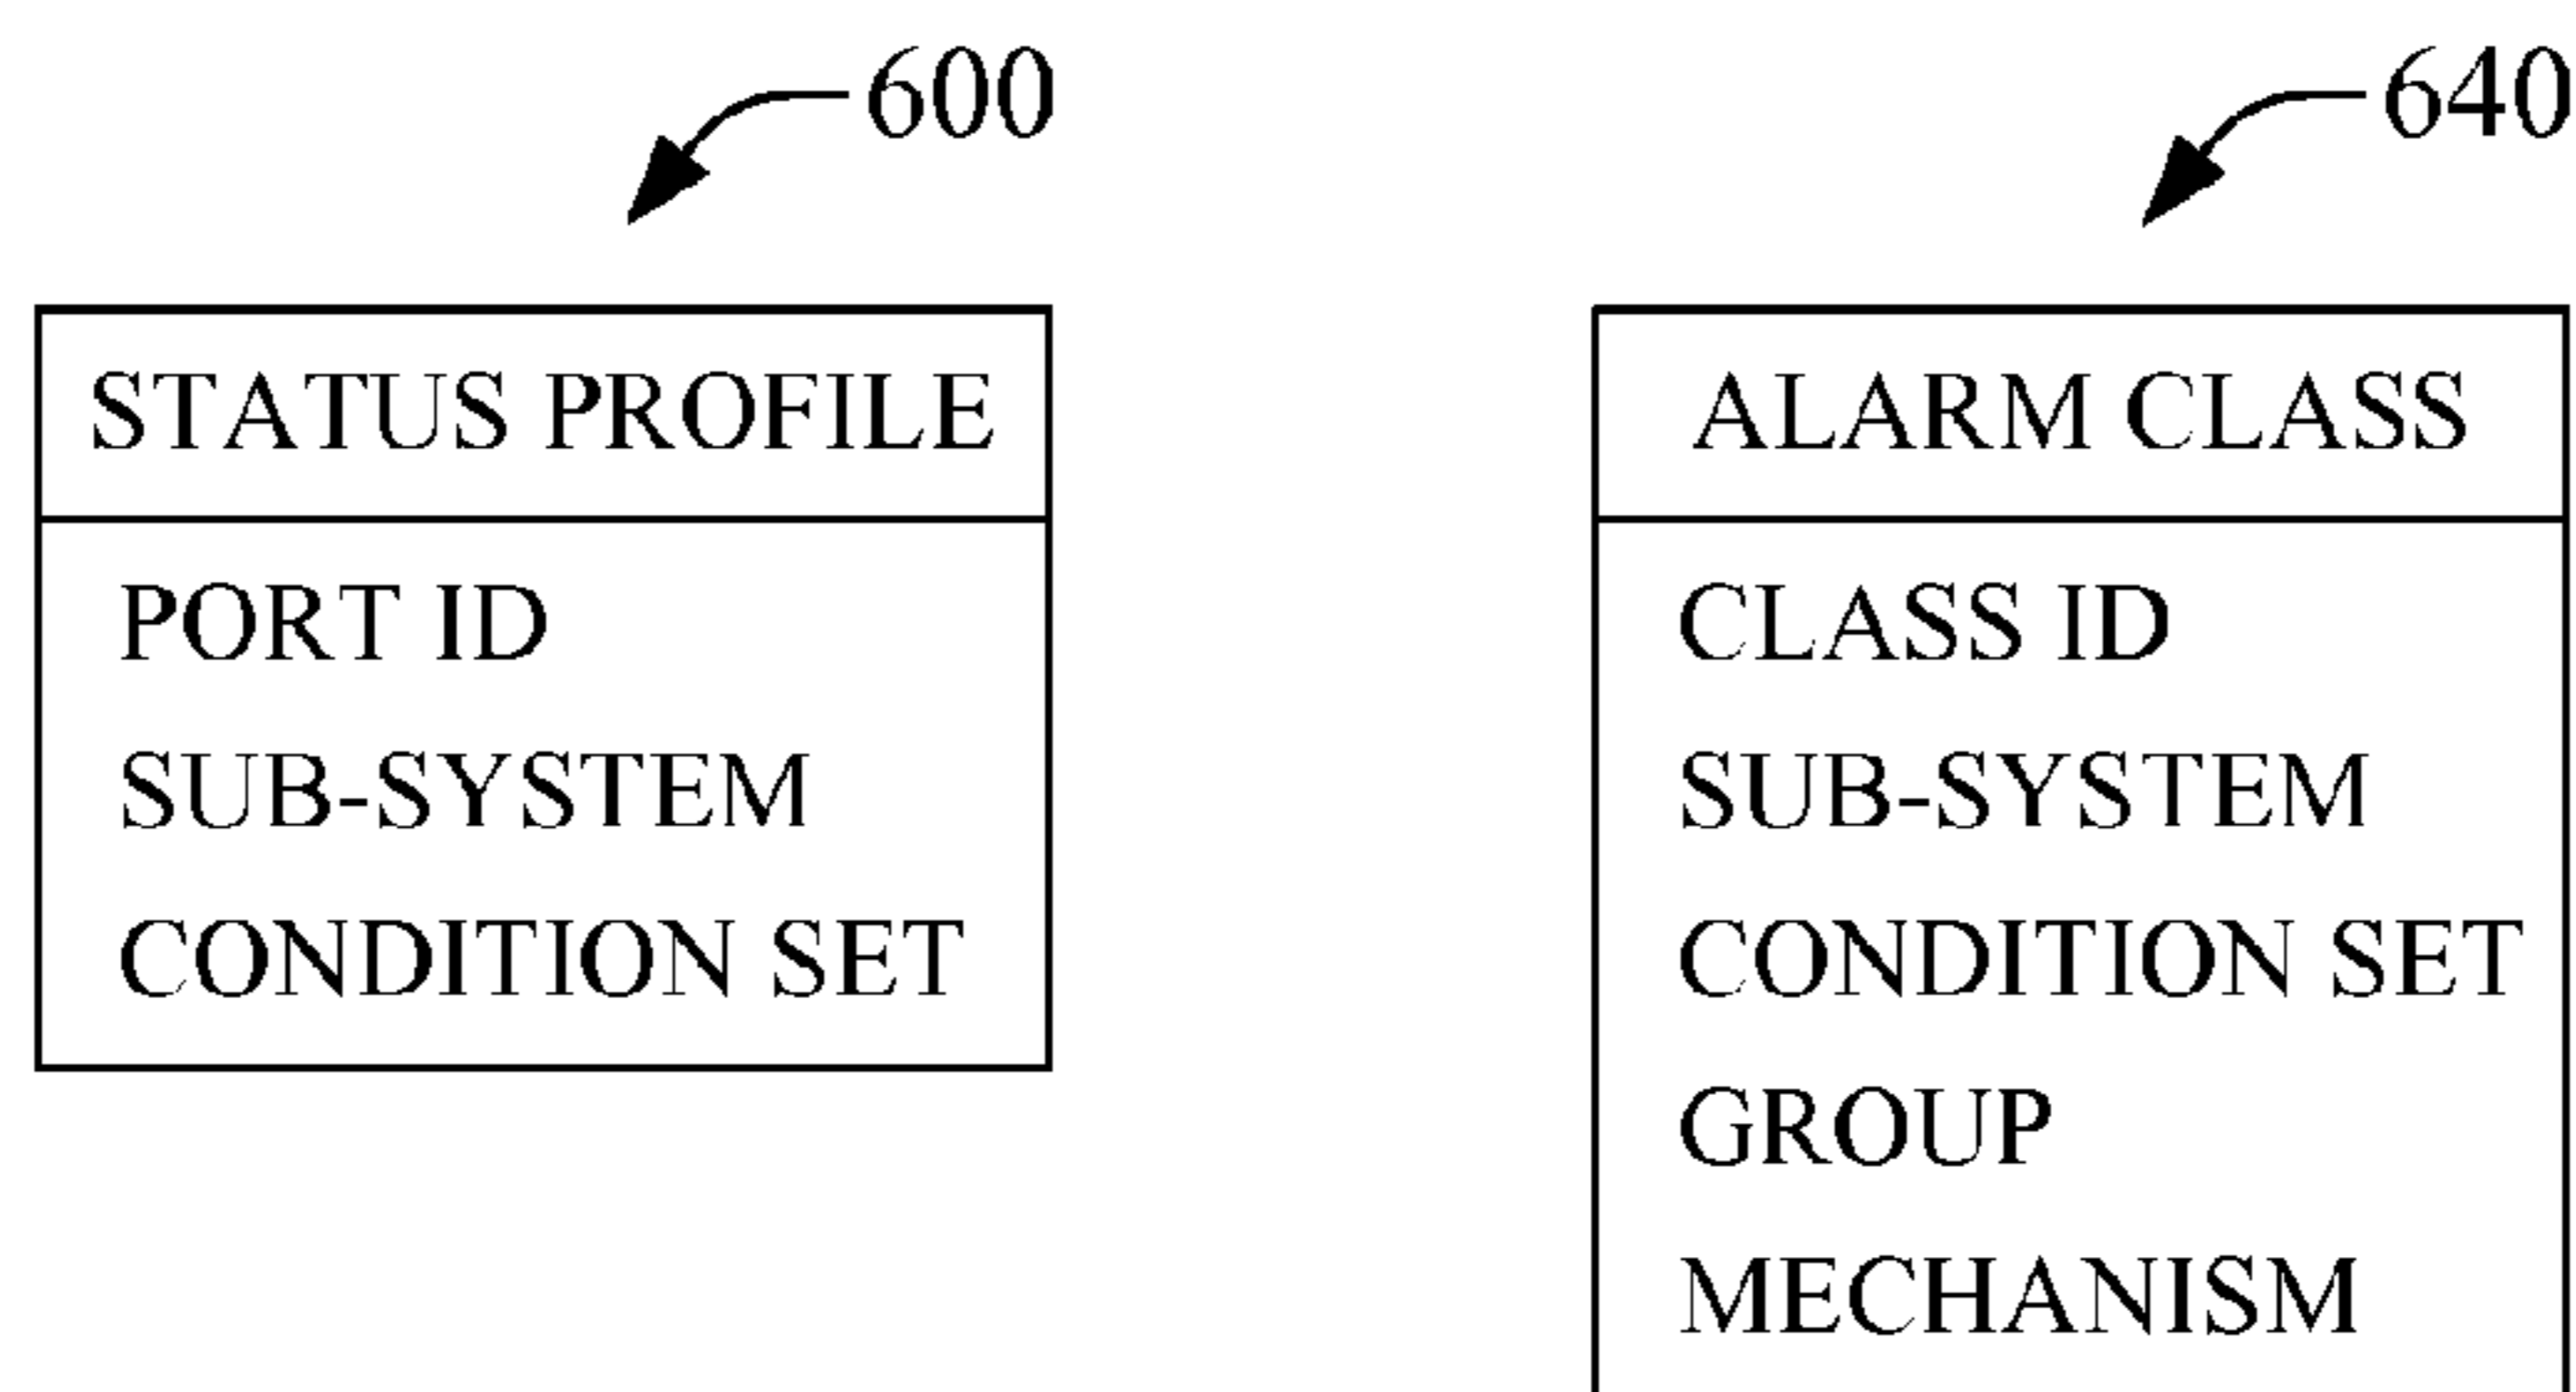 600
STATUS PROFILE
PORT ID
SUB-SYSTEM
CONDITION SET
640
ALARM CLASS
CLASS ID
SUB-SYSTEM
CONDITION SET
GROUP
MECHANISM